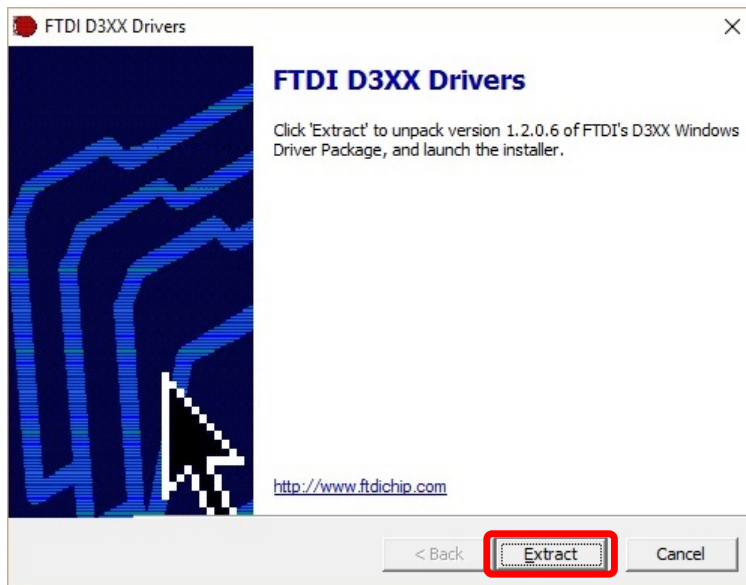 FTDI D3XX Drivers
FTDI D3XX Drivers
Click 'Extract' to unpack version 1.2.0.6 of FTDI's D3XX Windows
Driver Package, and launch the installer.
http://www.ftdichip.com
< Back Extract Cancel